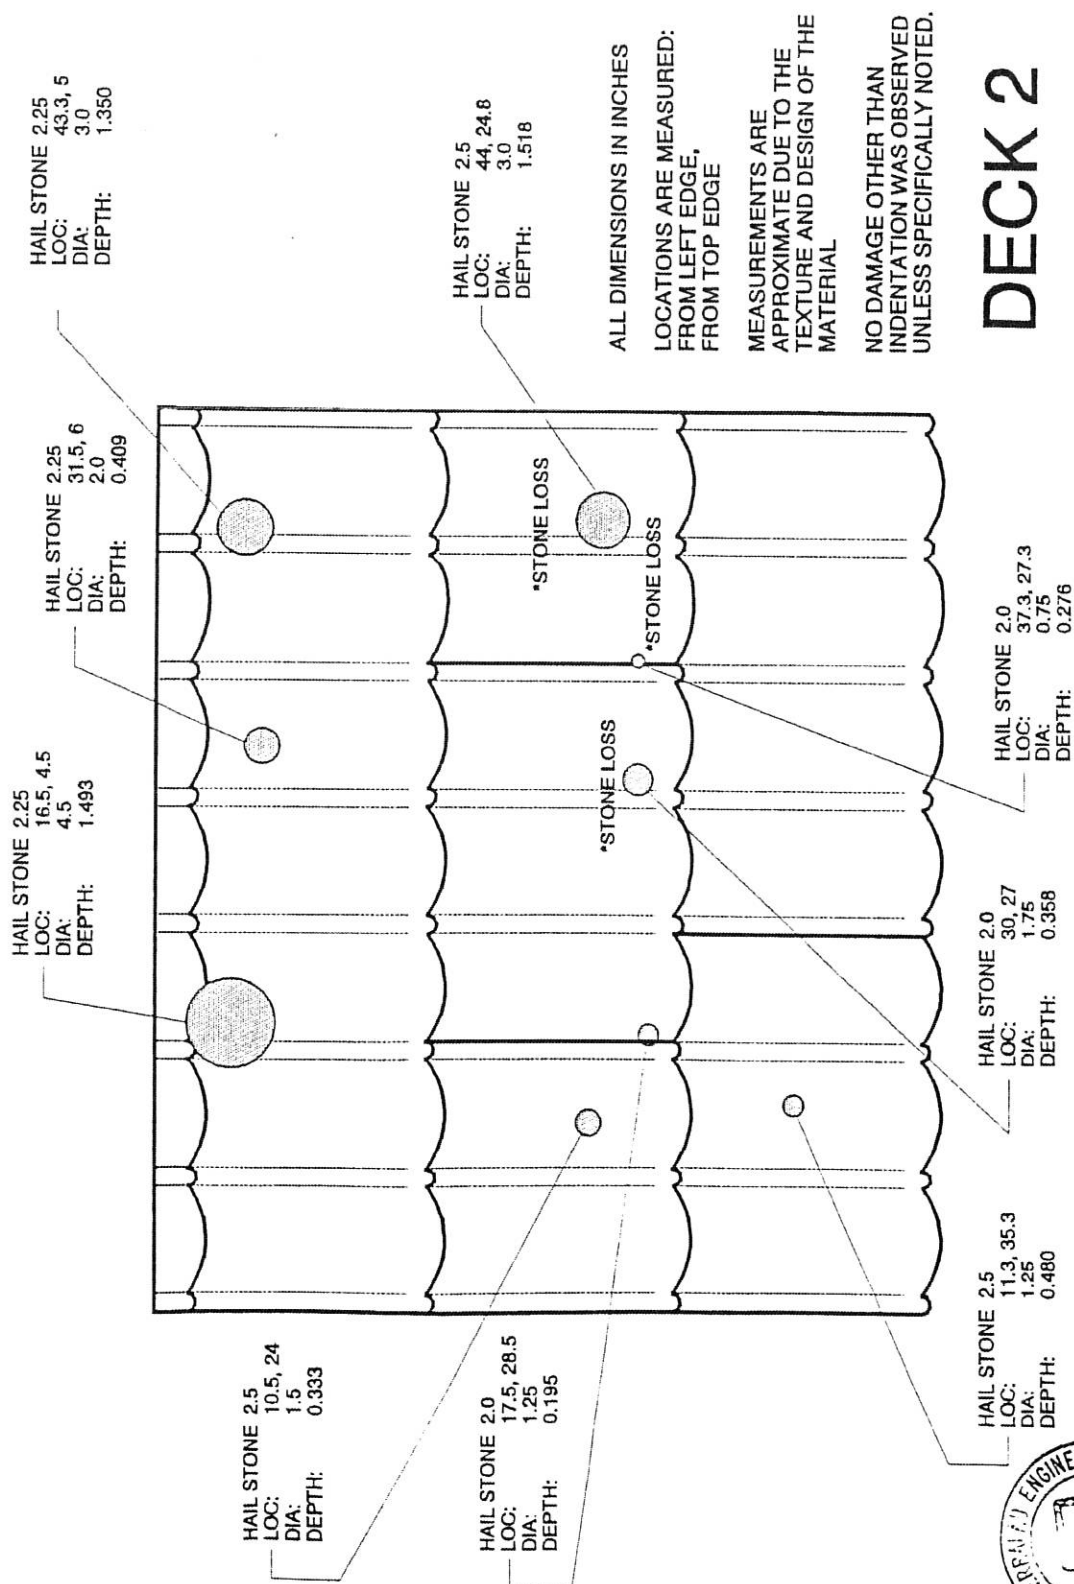 HAIL STONE 2.25
LOC: 16.5, 4.5
DIA: 4.5
DEPTH: 1.493
HAIL STONE 2.25
LOC: 31.5, 6
DIA: 2.0
DEPTH: 0.409
HAIL STONE 2.25
LOC: 43.3, 5
DIA: 3.0
DEPTH: 1.350
HAIL STONE 2.5
LOC: 10.5, 24
DIA: 1.5
DEPTH: 0.333
HAIL STONE 2.0
LOC: 17.5, 28.5
DIA: 1.25
DEPTH: 0.195
*STONE LOSS
*STONE LOSS
*STONE LOSS
HAIL STONE 2.5
LOC: 44, 24.8
DIA: 3.0
DEPTH: 1.518
HAIL STONE 2.5
LOC: 11.3, 35.3
DIA: 1.25
DEPTH: 0.480
HAIL STONE 2.0
LOC: 30, 27
DIA: 1.75
DEPTH: 0.358
HAIL STONE 2.0
LOC: 37.3, 27.3
DIA: 0.75
DEPTH: 0.276
ALL DIMENSIONS IN INCHES
LOCATIONS ARE MEASURED:
FROM LEFT EDGE,
FROM TOP EDGE
MEASUREMENTS ARE
APPROXIMATE DUE TO THE
TEXTURE AND DESIGN OF THE
MATERIAL
NO DAMAGE OTHER THAN
INDENTATION WAS OBSERVED
UNLESS SPECIFICALLY NOTED.
DECK 2